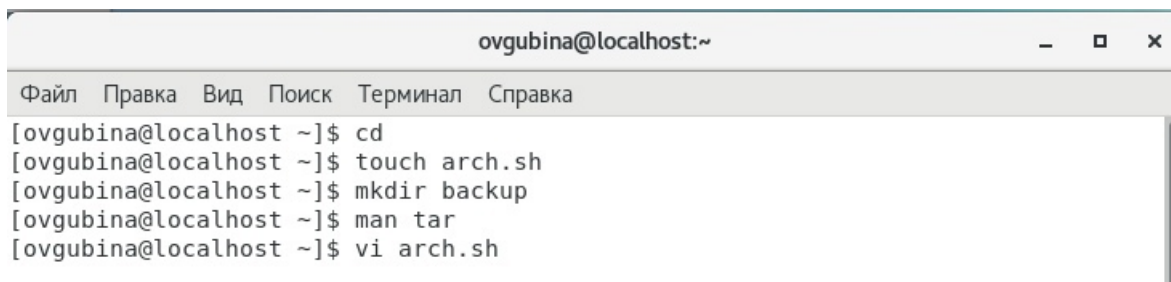 ovgubina@localhost:~
Файл Правка Вид Поиск Терминал Справка
[ovgubina@localhost ~]$ cd
[ovgubina@localhost ~]$ touch arch.sh
[ovgubina@localhost ~]$ mkdir backup
[ovgubina@localhost ~]$ man tar
[ovgubina@localhost ~]$ vi arch.sh